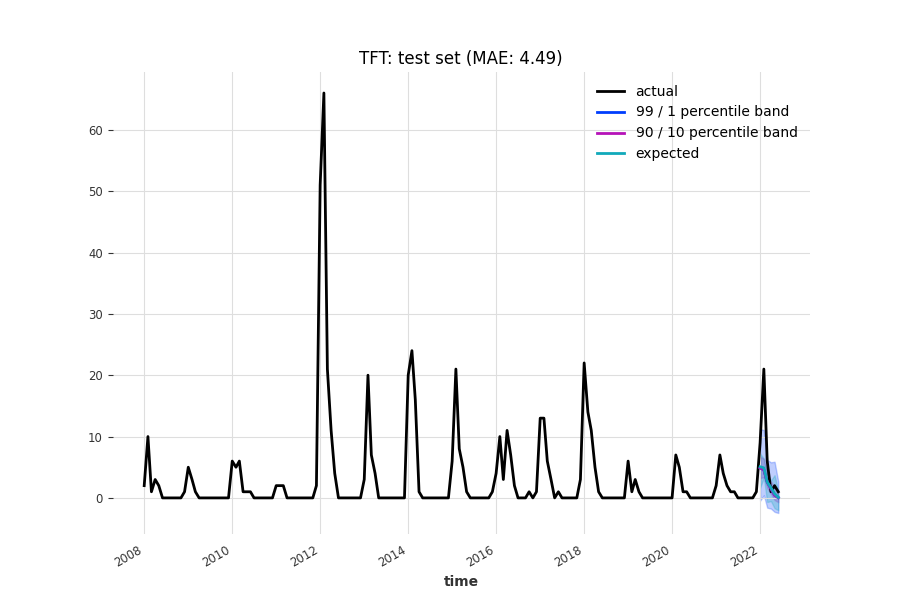 TFT: test set (MAE: 4.49)
actual
99 / 1 percentile band
90 / 10 percentile band
expected
60
50
40
30
20
10
0
2008
2010
2012
2014
2016
2018
2020
2022
time